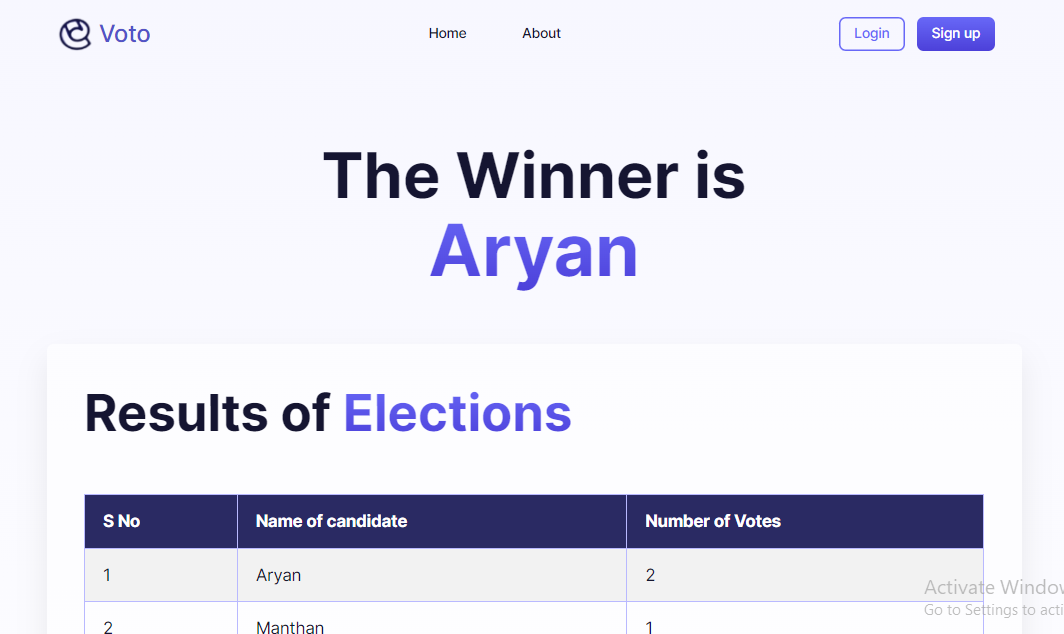 Voto Home About Login Sign up
The Winner is
Aryan
Results of Elections
S No Name of candidate Number of Votes
1 Aryan 2
2 Manthan 1
Activate Window
Go to Settings to acti